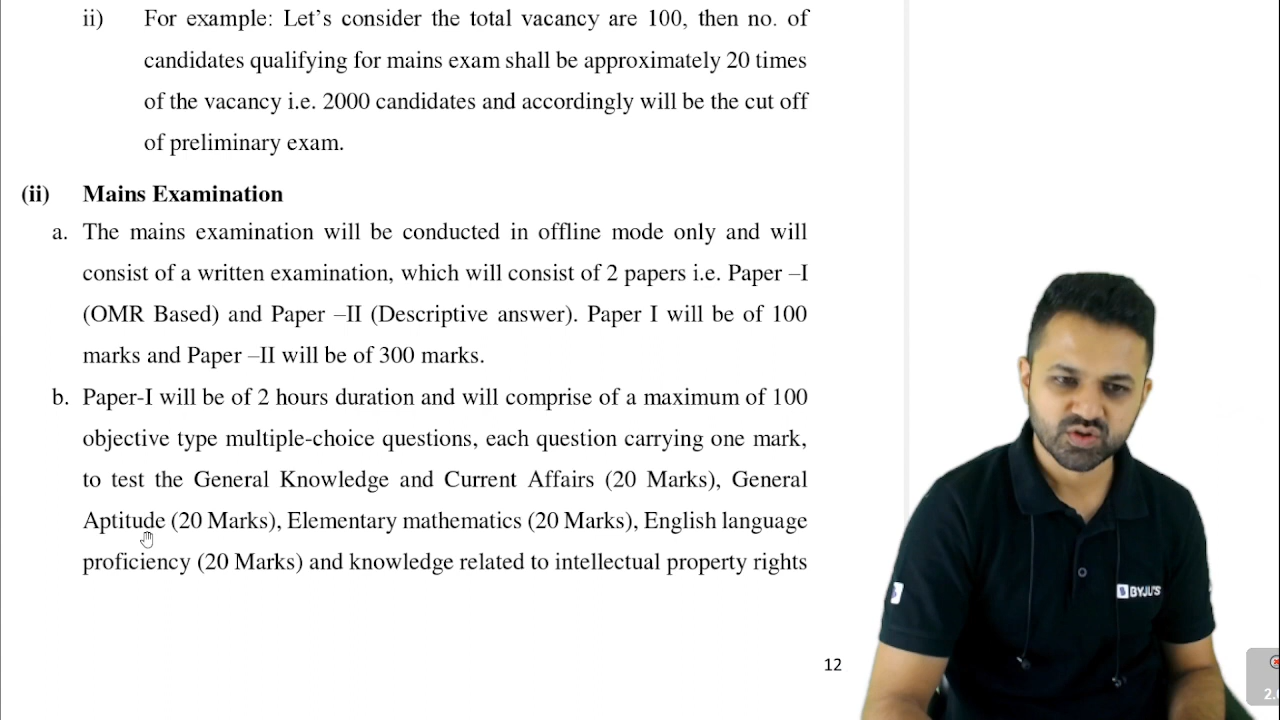 ii) For example: Let’s consider the total vacancy are 100, then no. of
candidates qualifying for mains exam shall be approximately 20 times
of the vacancy i.e. 2000 candidates and accordingly will be the cut off
of preliminary exam.
(ii) Mains Examination
a. The mains examination will be conducted in offline mode only and will
consist of a written examination, which will consist of 2 papers i.e. Paper –I
(OMR Based) and Paper –II (Descriptive answer). Paper I will be of 100
marks and Paper –II will be of 300 marks.
b. Paper-I will be of 2 hours duration and will comprise of a maximum of 100
objective type multiple-choice questions, each question carrying one mark,
to test the General Knowledge and Current Affairs (20 Marks), General
Aptitude (20 Marks), Elementary mathematics (20 Marks), English language
proficiency (20 Marks) and knowledge related to intellectual property rights
BYJU'S
12